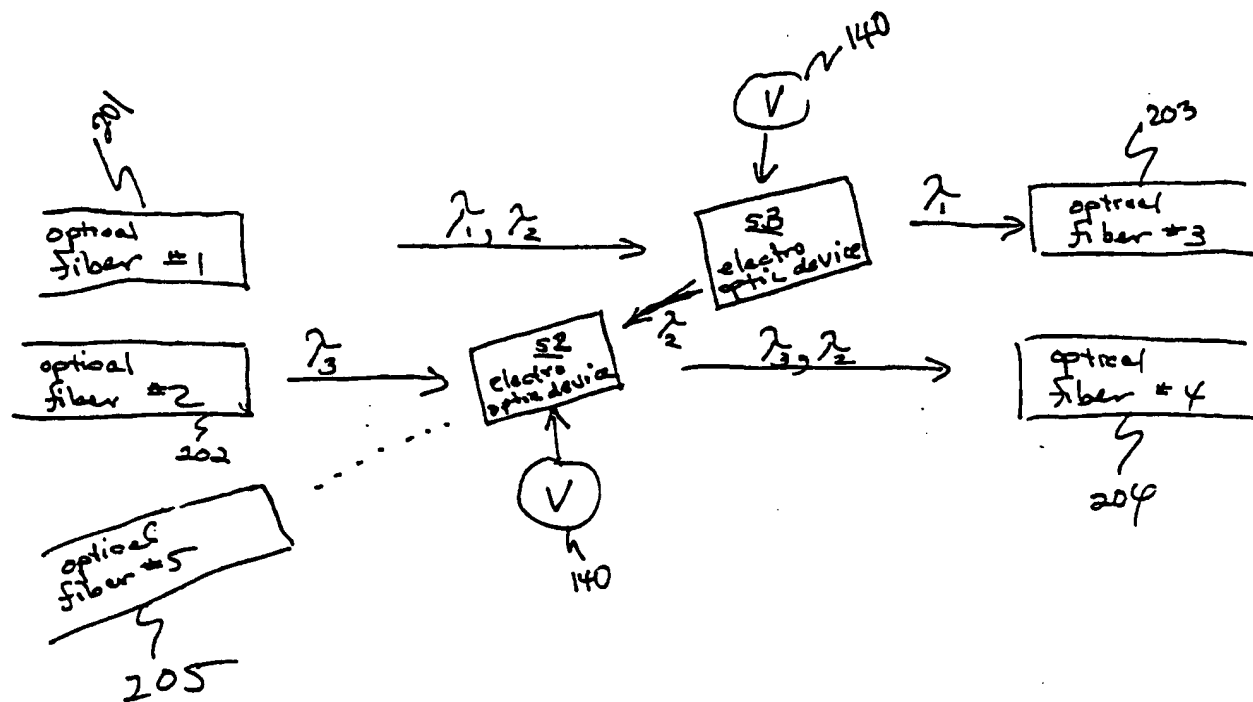 140
V
201
203
optical
fiber #1
λ1, λ2
53
electro
optic device
λ1
optical
fiber #3
optical
fiber #2
λ3
52
electro
optic device
λ2
λ3, λ2
optical
fiber #4
202
V
204
optical
fiber #5
140
205